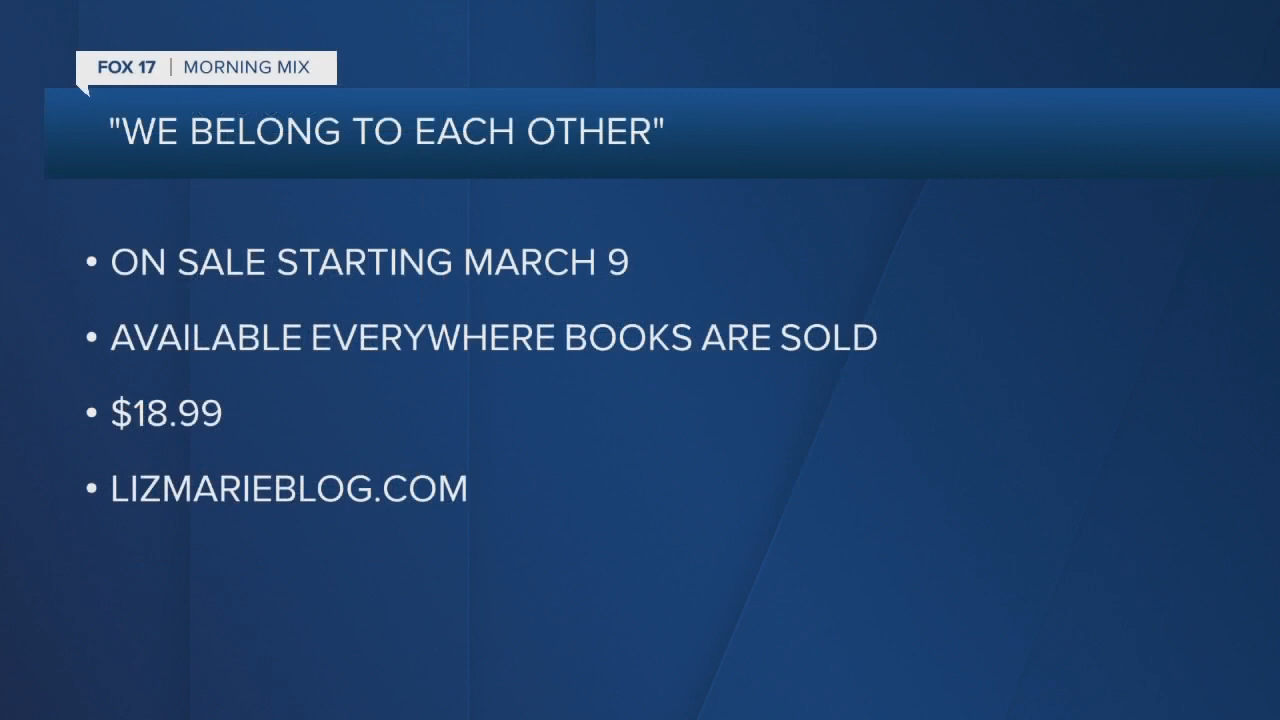 FOX 17 | MORNING MIX
"WE BELONG TO EACH OTHER"
• ON SALE STARTING MARCH 9
• AVAILABLE EVERYWHERE BOOKS ARE SOLD
• $18.99
• LIZMARIEBLOG.COM